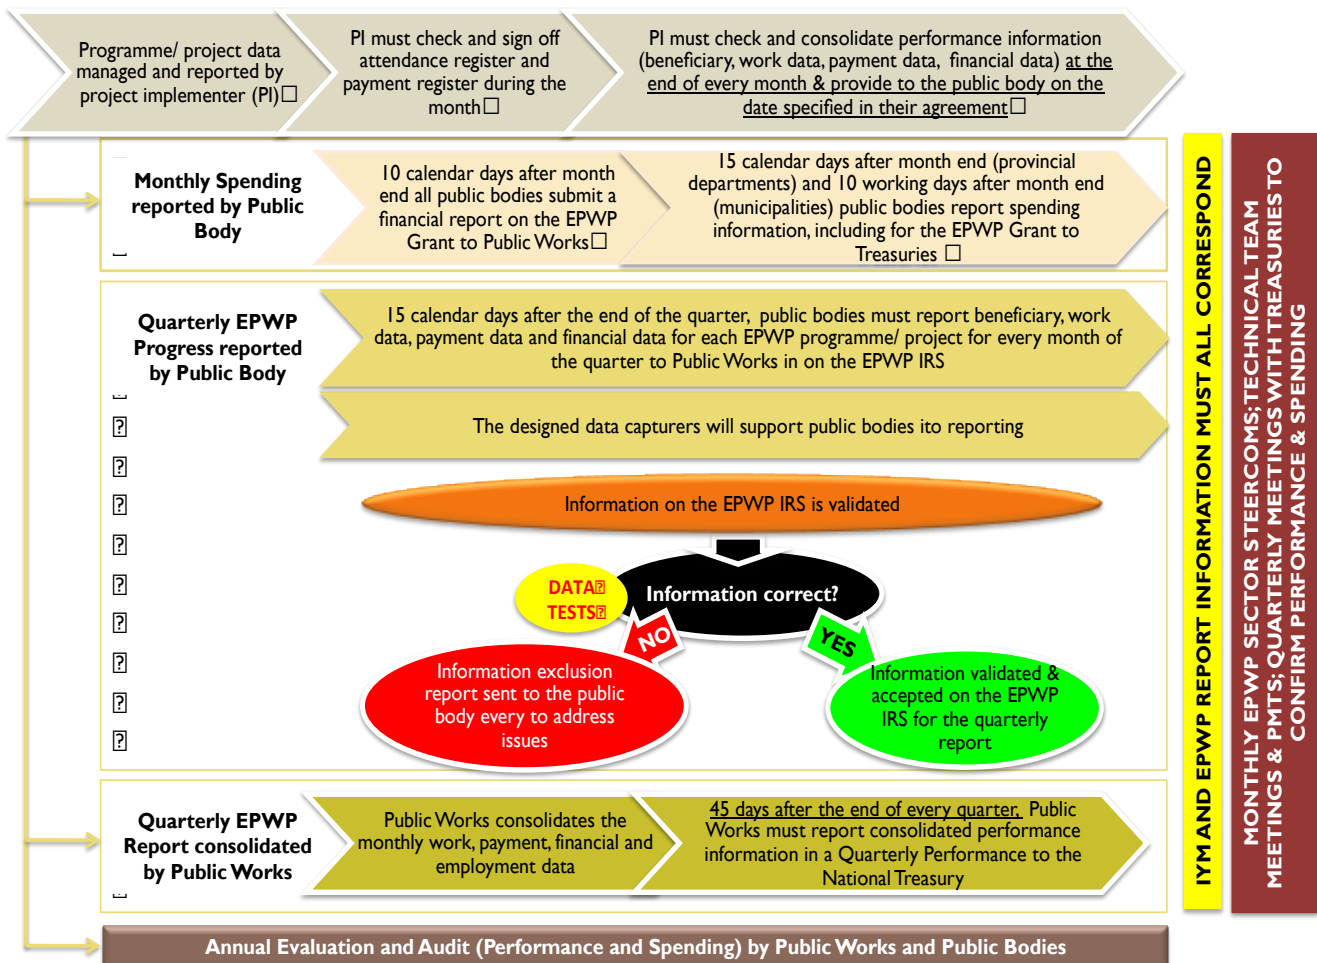 Programme/ project data
managed and reported by
project implementer (PI)□
PI must check and sign off
attendance register and
payment register during the
month□
PI must check and consolidate performance information
(beneficiary, work data, payment data, financial data) at the
end of every month & provide to the public body on the
date specified in their agreement□
Monthly Spending
reported by Public
Body
10 calendar days after month
end all public bodies submit a
financial report on the EPWP
Grant to Public Works□
15 calendar days after month end (provincial
departments) and 10 working days after month end
(municipalities) public bodies report spending
information, including for the EPWP Grant to
Treasuries □
Quarterly EPWP
Progress reported
by Public Body
15 calendar days after the end of the quarter, public bodies must report beneficiary, work
data, payment data and financial data for each EPWP programme/ project for every month of
the quarter to Public Works in on the EPWP IRS
The designed data capturers will support public bodies ito reporting
Information on the EPWP IRS is validated
DATA⍰
TESTS⍰
Information correct?
NO
YES
Information exclusion
report sent to the public
body every to address
issues
Information validated &
accepted on the EPWP
IRS for the quarterly
report
⍰
⍰
⍰
⍰
⍰
⍰
⍰
⍰
⍰
Quarterly EPWP
Report consolidated
by Public Works
Public Works consolidates the
monthly work, payment, financial and
employment data
45 days after the end of every quarter, Public
Works must report consolidated performance
information in a Quarterly Performance to the
National Treasury
Annual Evaluation and Audit (Performance and Spending) by Public Works and Public Bodies
IYM AND EPWP REPORT INFORMATION MUST ALL CORRESPOND
MONTHLY EPWP SECTOR STEERCOMS; TECHNICAL TEAM
MEETINGS & PMTS; QUARTERLY MEETINGS WITH TREASURIES TO
CONFIRM PERFORMANCE & SPENDING